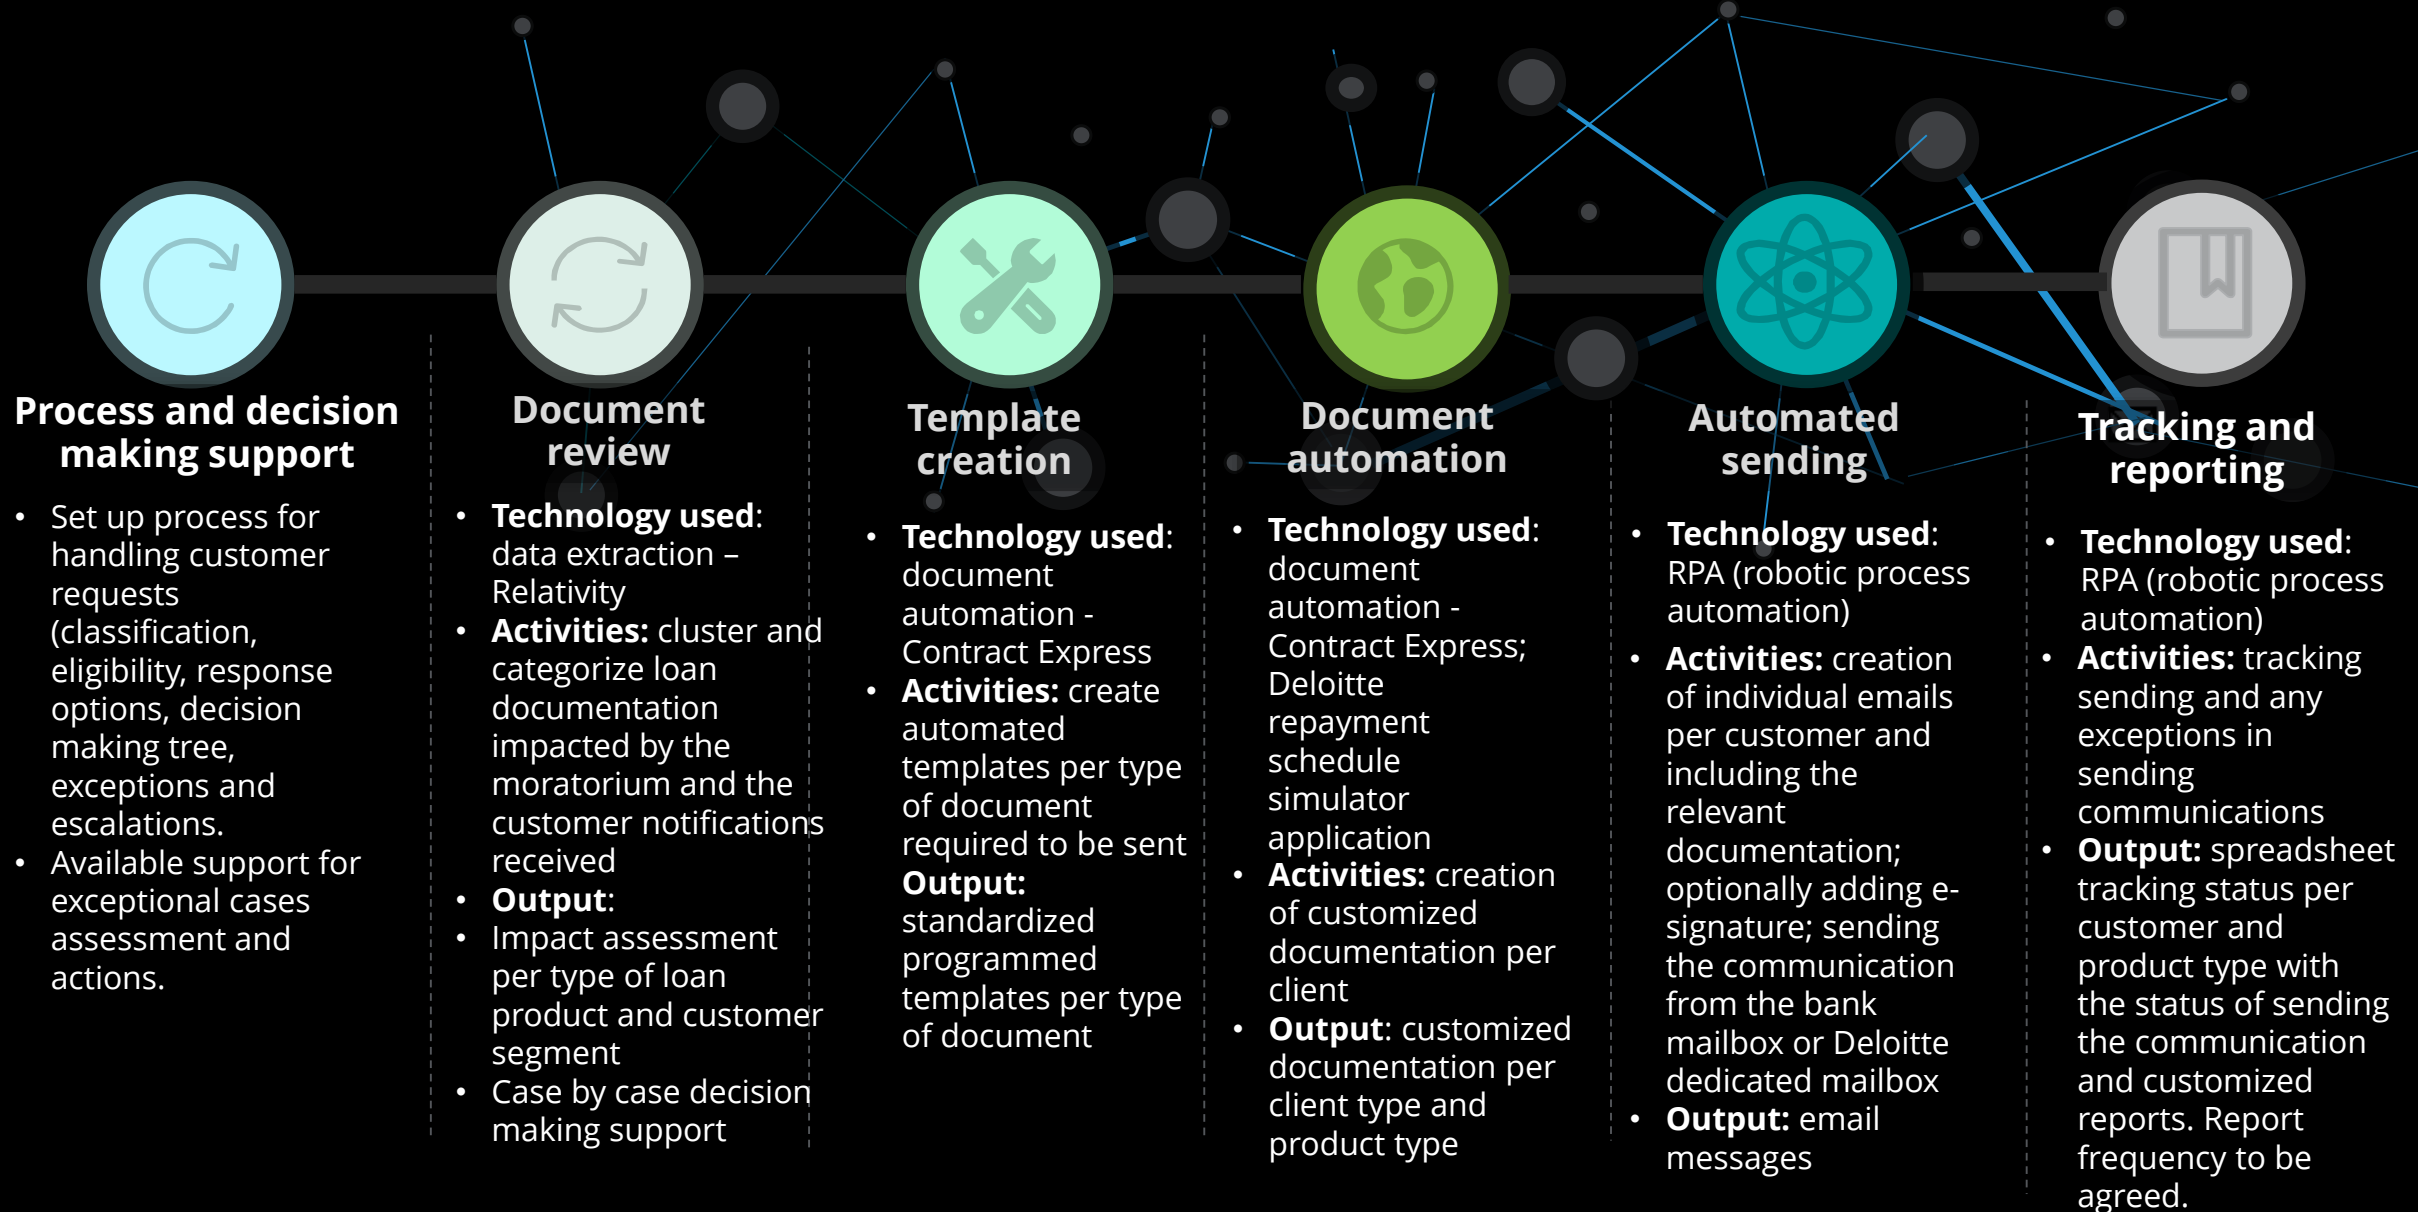 Process and decision
making support
• Set up process for
handling customer
requests
(classification,
eligibility, response
options, decision
making tree,
exceptions and
escalations.
• Available support for
exceptional cases
assessment and
actions.
Document
review
• Technology used:
data extraction –
Relativity
• Activities: cluster and
categorize loan
documentation
impacted by the
moratorium and the
customer notifications
received
• Output:
• Impact assessment
per type of loan
product and customer
segment
• Case by case decision
making support
Template
creation
• Technology used:
document
automation -
Contract Express
• Activities: create
automated
templates per type
of document
required to be sent
Output:
standardized
programmed
templates per type
of document
Document
automation
• Technology used:
document
automation -
Contract Express;
Deloitte
repayment
schedule
simulator
application
• Activities: creation
of customized
documentation per
client
• Output: customized
documentation per
client type and
product type
Automated
sending
• Technology used:
RPA (robotic process
automation)
• Activities: creation
of individual emails
per customer and
including the
relevant
documentation;
optionally adding e-
signature; sending
the communication
from the bank
mailbox or Deloitte
dedicated mailbox
• Output: email
messages
Tracking and
reporting
• Technology used:
RPA (robotic process
automation)
• Activities: tracking
sending and any
exceptions in
sending
communications
• Output: spreadsheet
tracking status per
customer and
product type with
the status of sending
the communication
and customized
reports. Report
frequency to be
agreed.